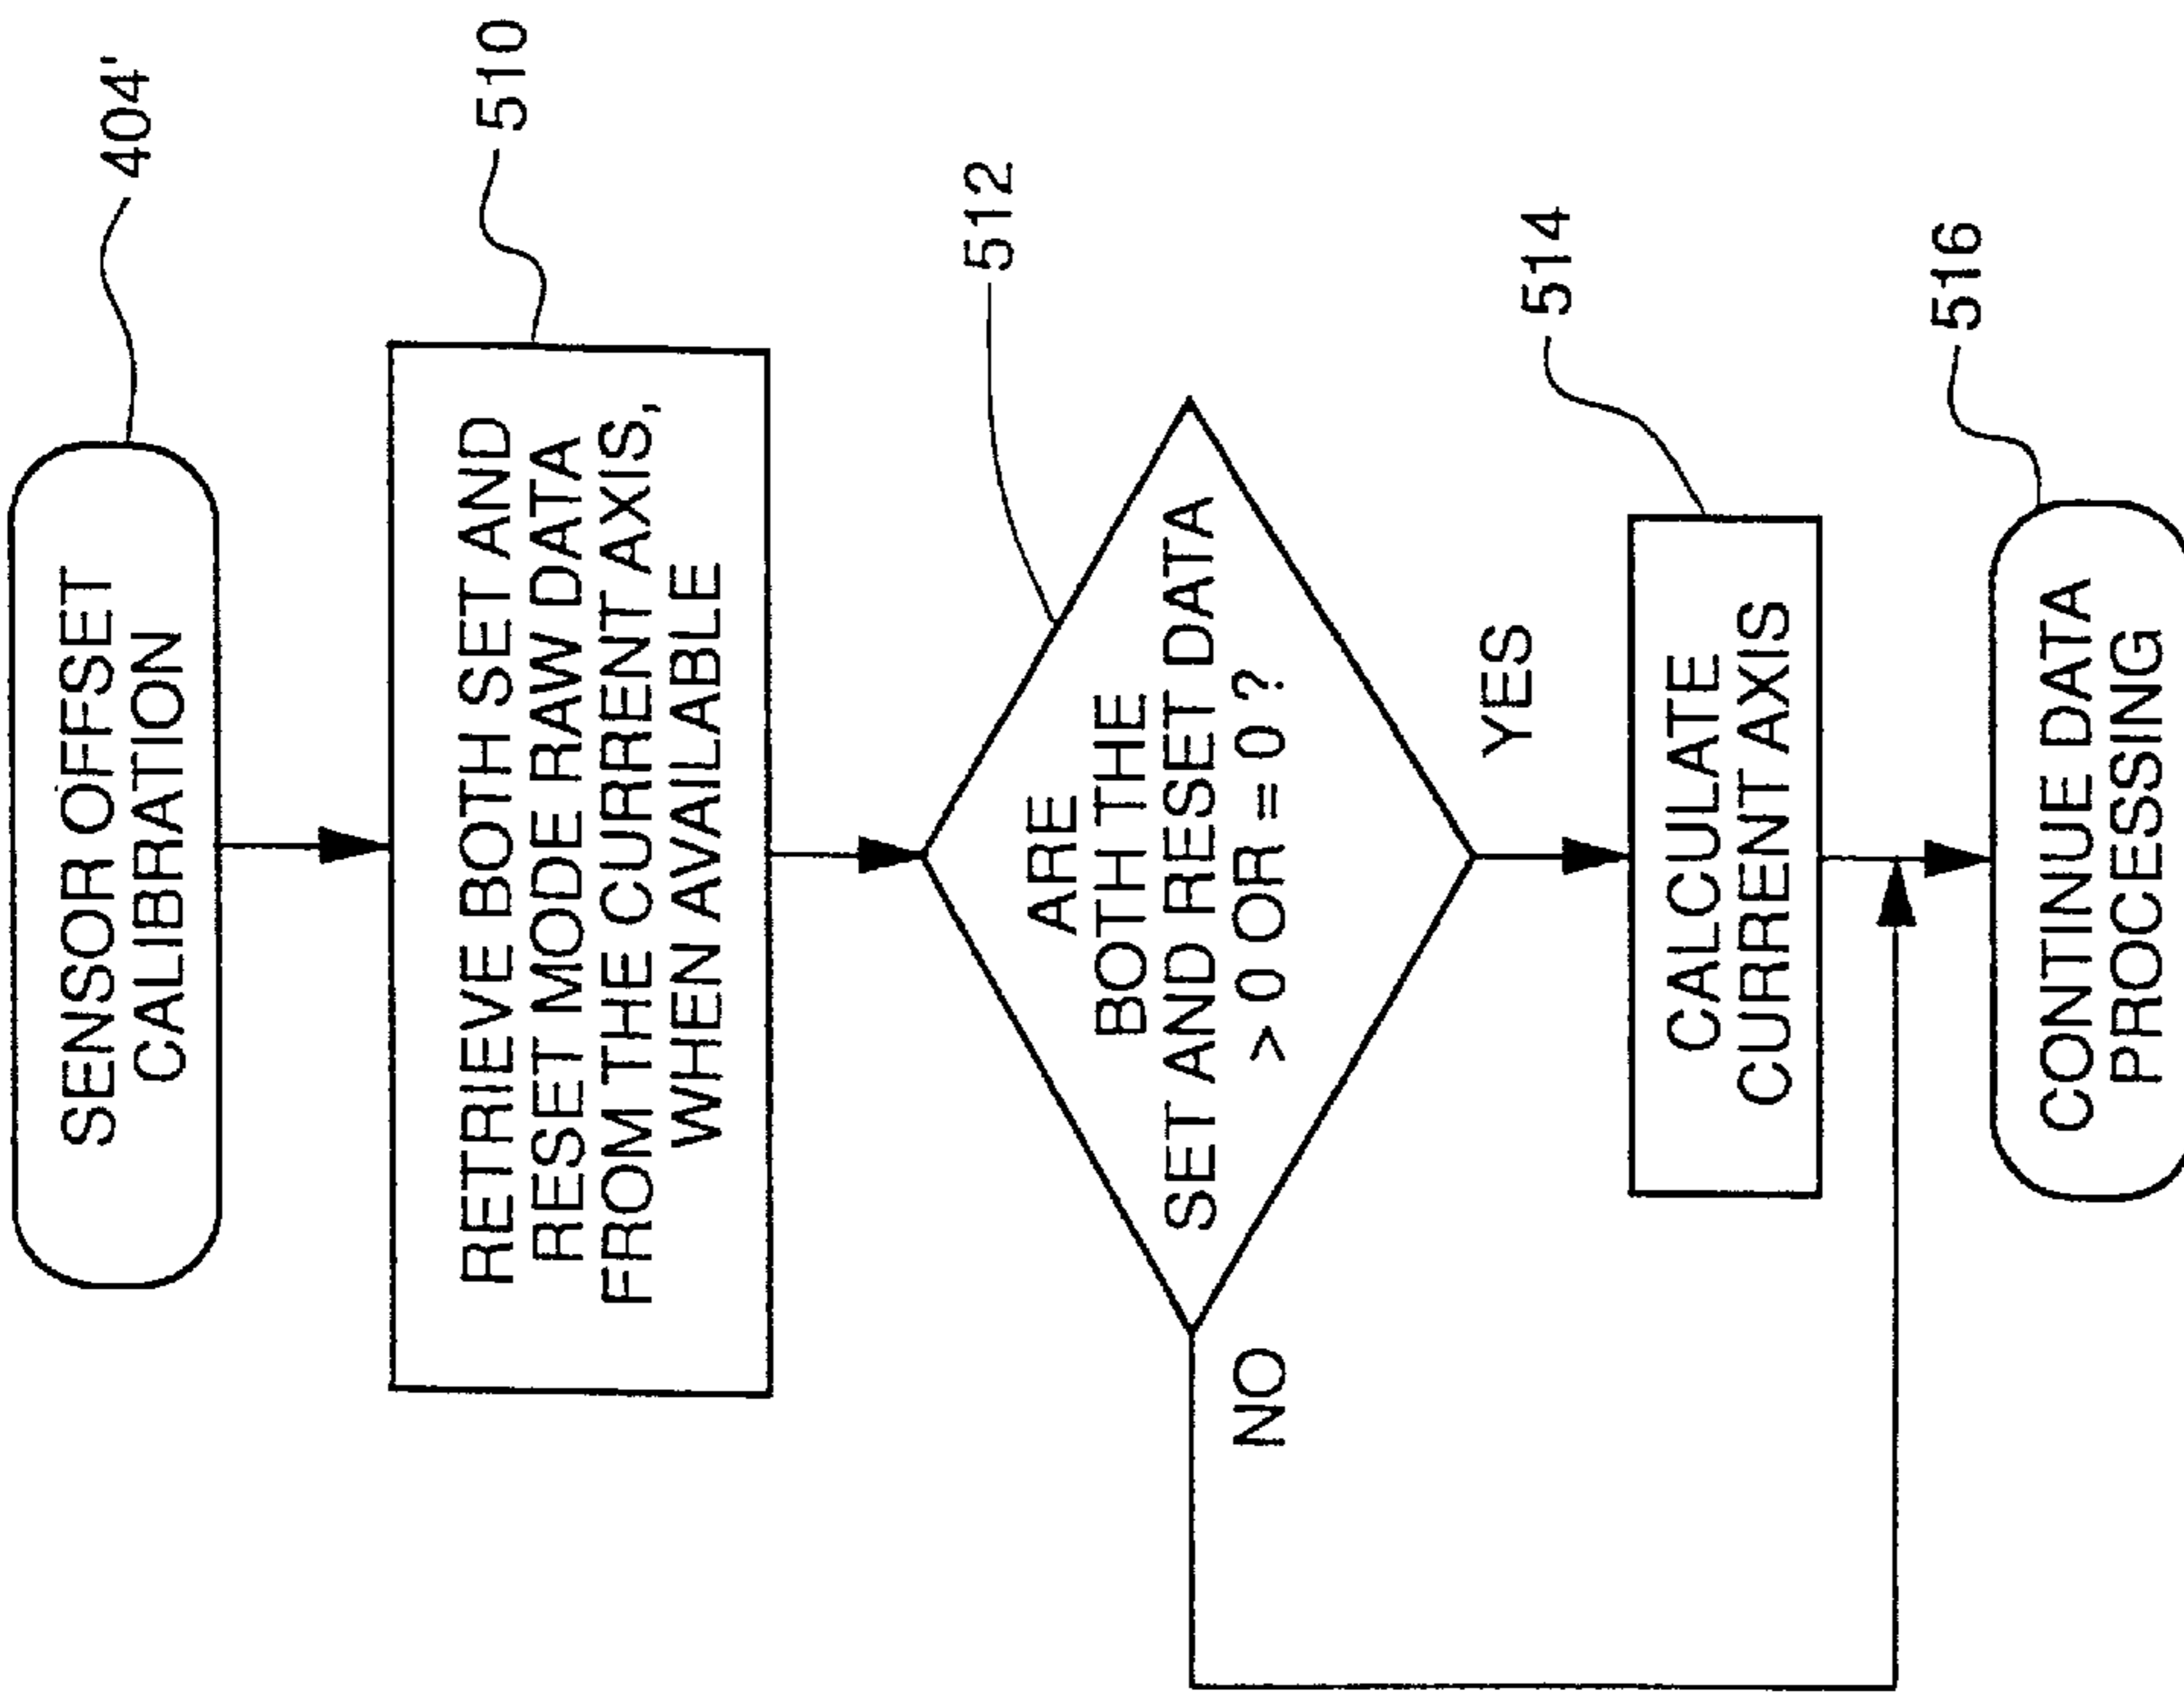 SENSOR OFFSET
CALIBRATION
404'
RETRIEVE BOTH SET AND
RESET MODE RAW DATA
FROM THE CURRENT AXIS,
WHEN AVAILABLE
510
ARE
BOTH THE
SET AND RESET DATA
> 0 OR = 0 ?
512
NO
YES
CALCULATE
CURRENT AXIS
514
CONTINUE DATA
PROCESSING
516